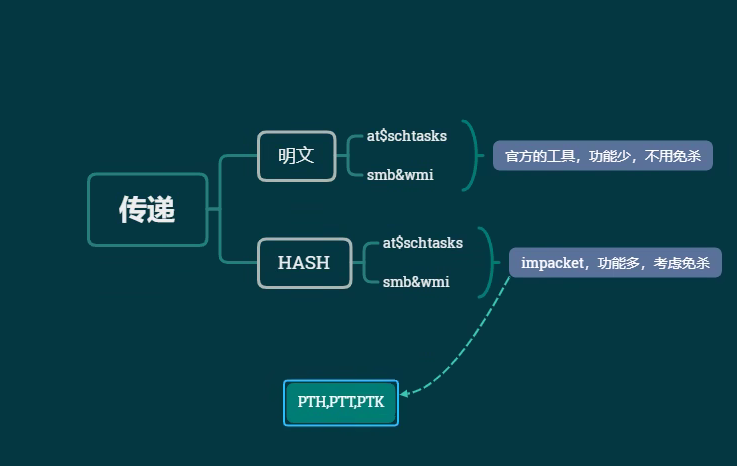 传递
明文
at$schtasks
smb&wmi
官方的工具，功能少，不用免杀
HASH
at$schtasks
smb&wmi
impacket，功能多，考虑免杀
PTH,PTT,PTK